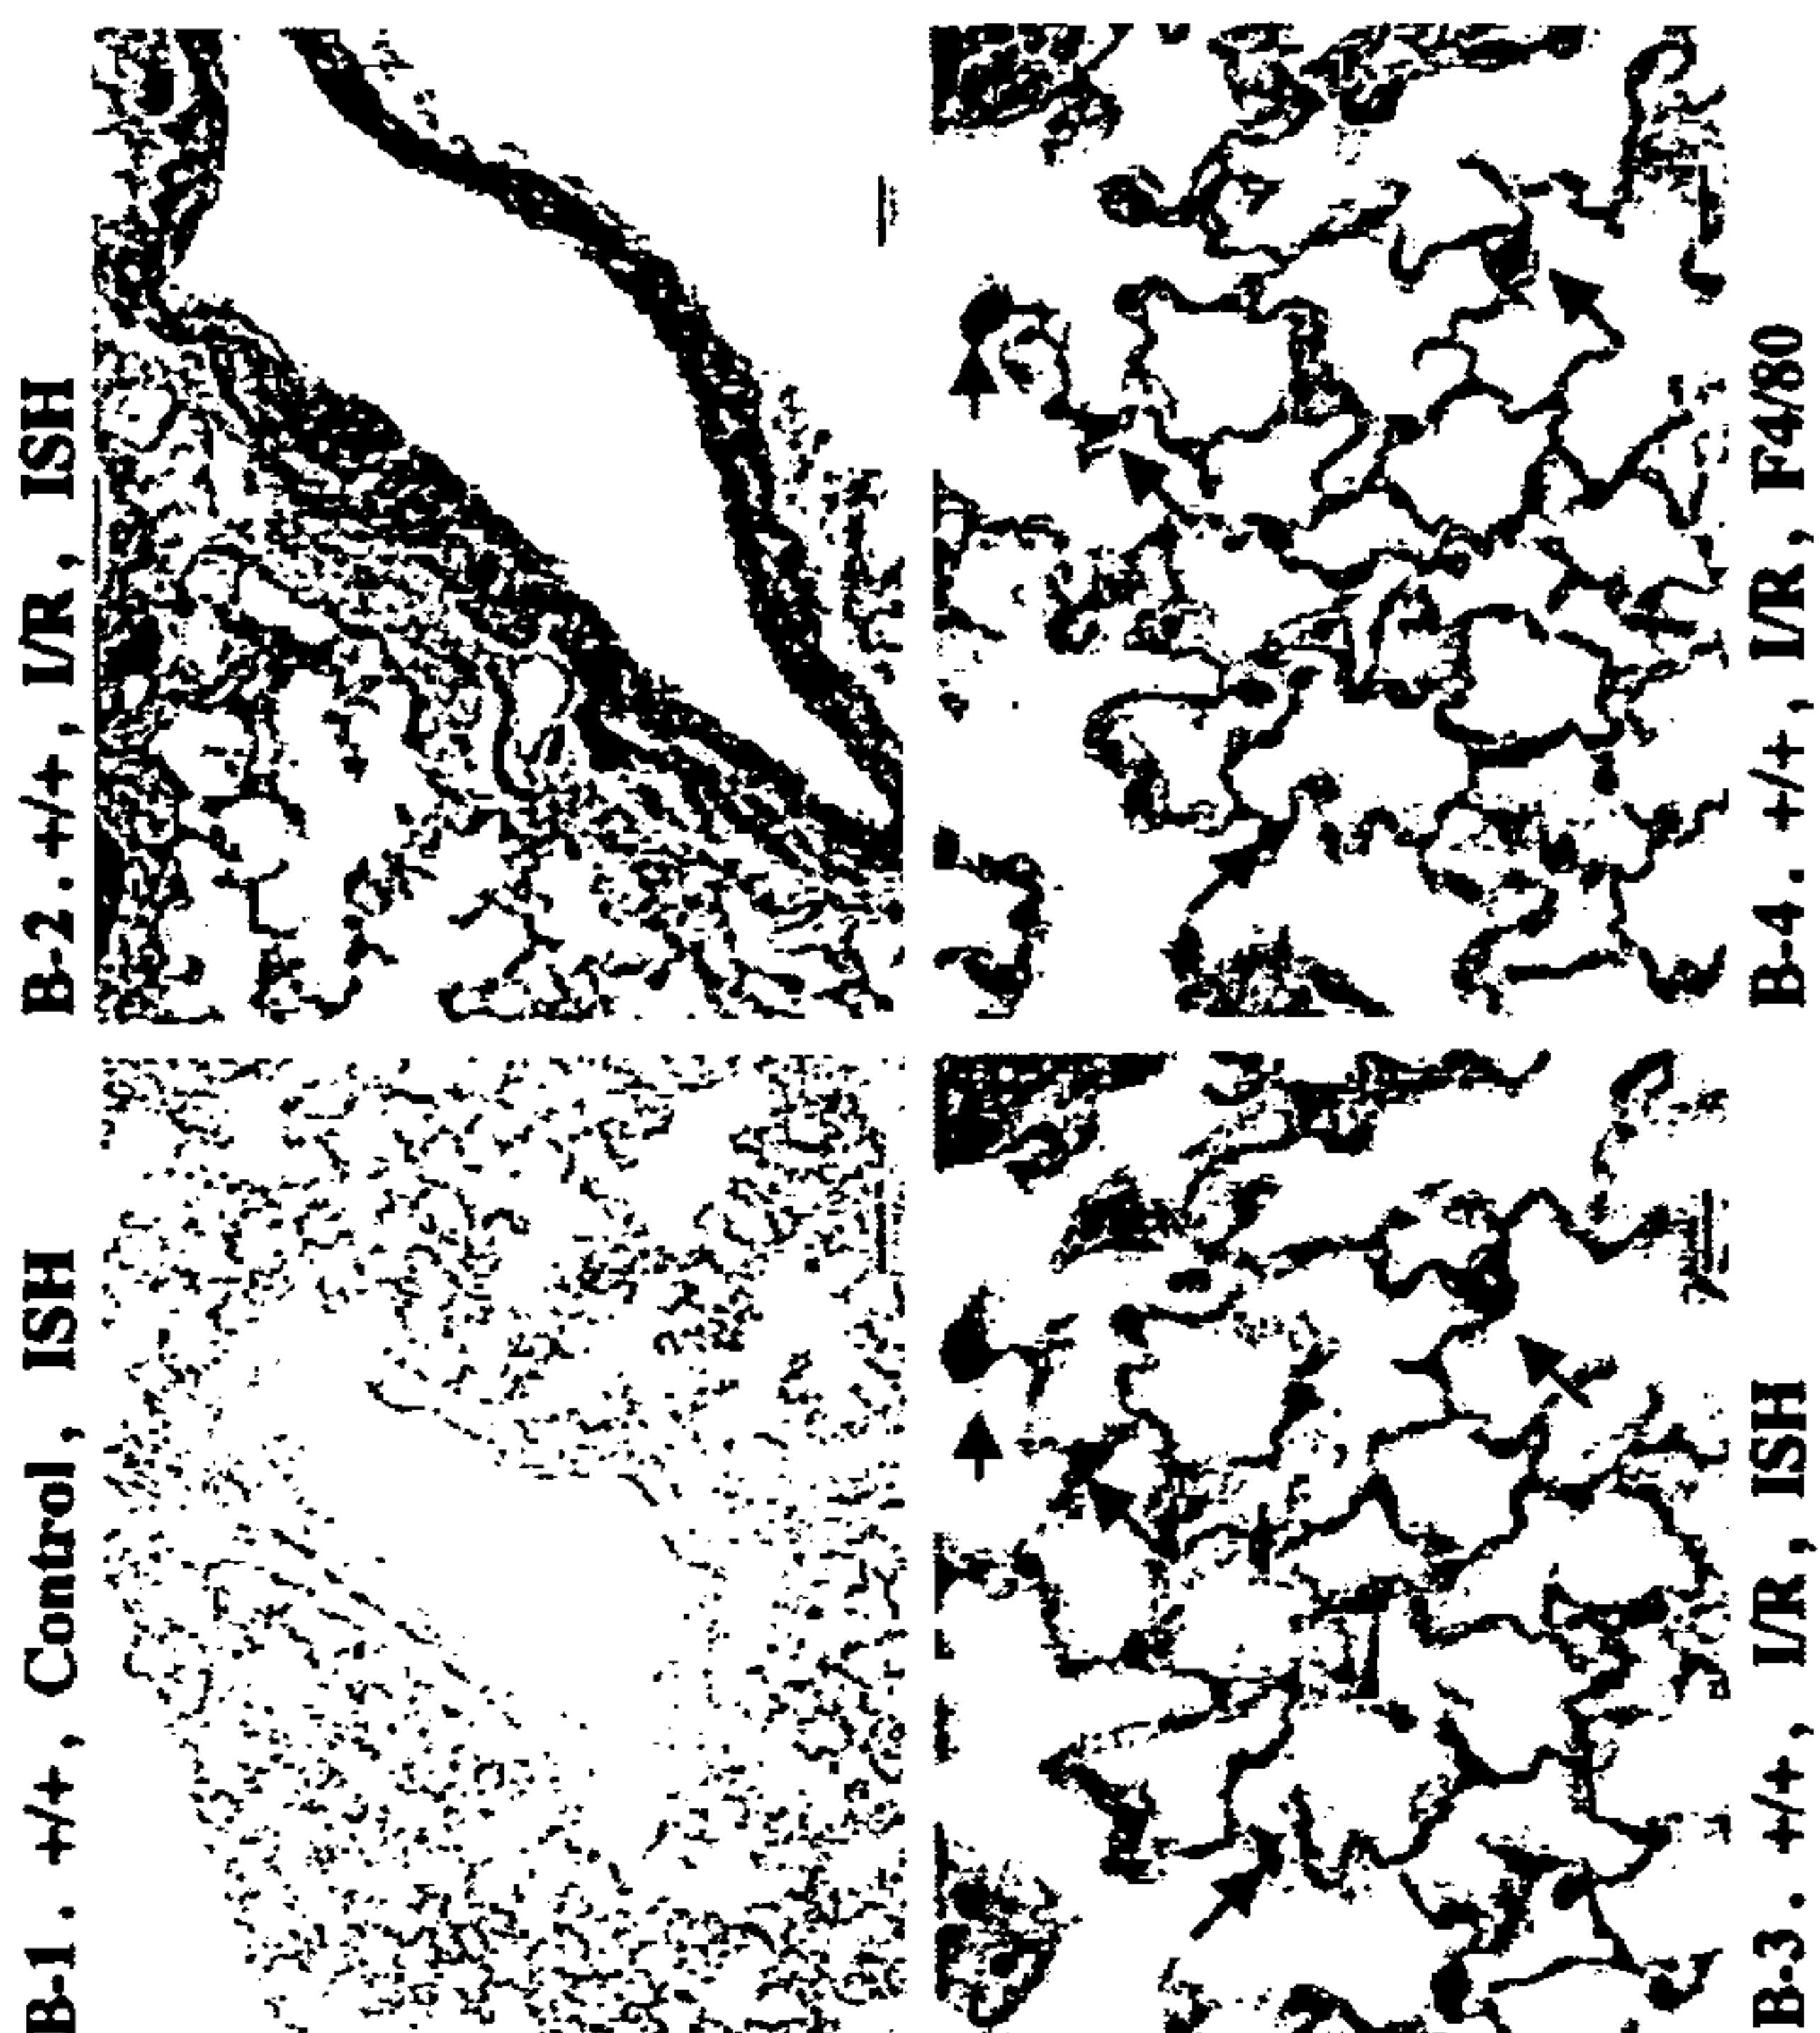 B-1. +/+, Control, ISH
B-2. +/+, I/R, ISH
B-3. +/+, I/R, ISH
B-4. +/+, I/R, F4/80